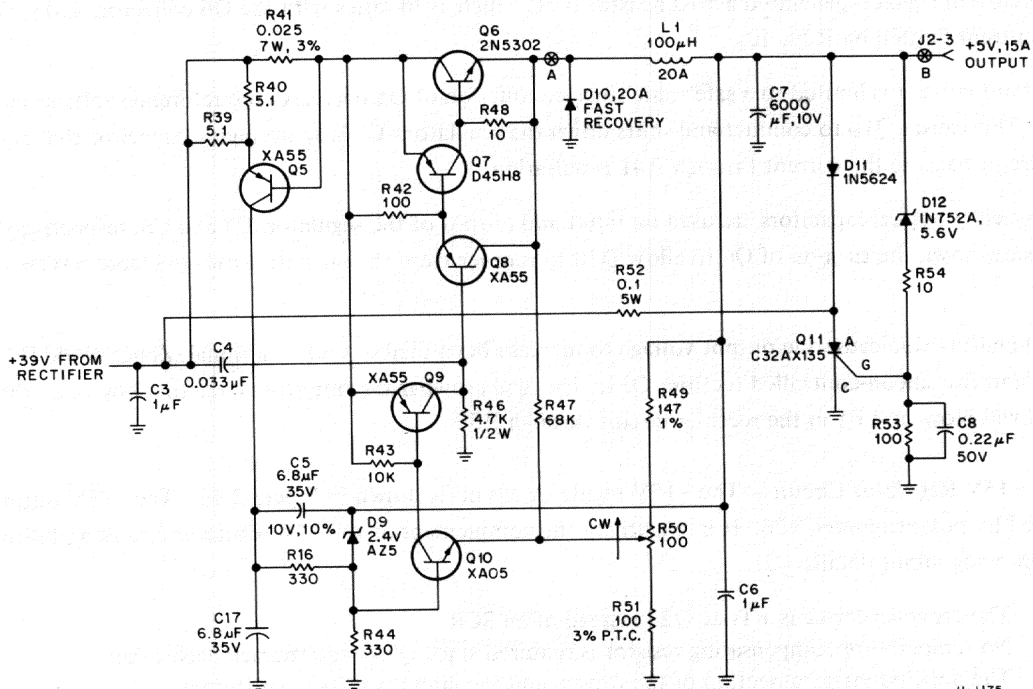 R41
0.025
7W, 3%
Q6
2N5302
A
L1
100µH
20A
J2-3
B
+5V, 15A
OUTPUT
R40
5.1
R39
5.1
XA55
Q5
R48
10
D10, 20A
FAST
RECOVERY
C7
6000
µF, 10V
Q7
D45H8
R42
100
D11
1N5624
D12
1N752A,
5.6V
Q8
XA55
R52
0.1
5W
R54
10
+39V FROM
RECTIFIER
C4
0.033µF
C3
1µF
Q11
C32AX135
A
G
C
XA55
Q9
R46
4.7K
1/2W
R47
68K
R49
147
1%
R53
100
C8
0.22µF
50V
R43
10K
C5
6.8µF
35V
10V, 10%
D9
2.4V
AZ5
CW
R50
100
R16
330
Q10
XA05
C6
1µF
C17
6.8µF
35V
R44
330
R51
100
3% P.T.C.